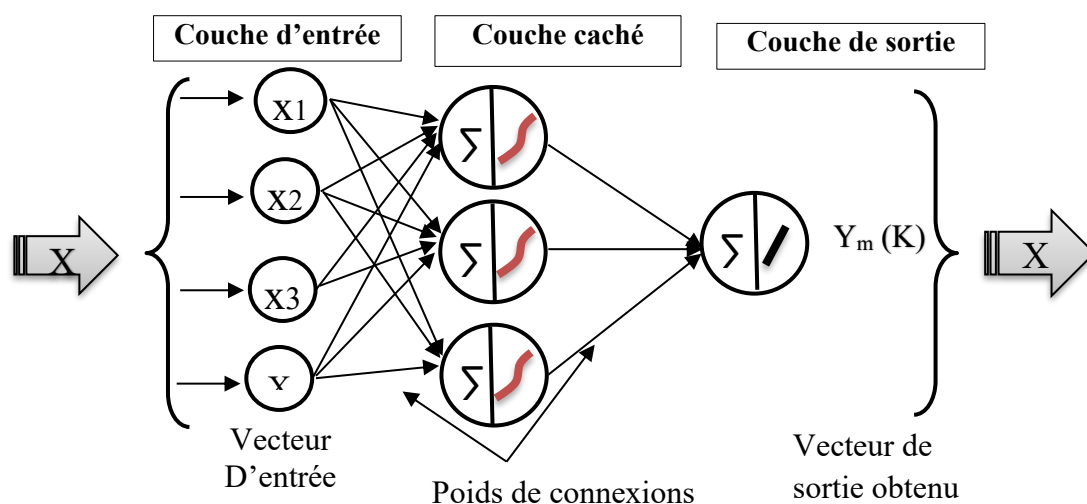 Couche d'entrée
Couche caché
Couche de sortie
X1
X2
X3
X
X
∑
∑
∑
∑
Y_m (K)
X
Vecteur
D'entrée
Poids de connexions
Vecteur de
sortie obtenu